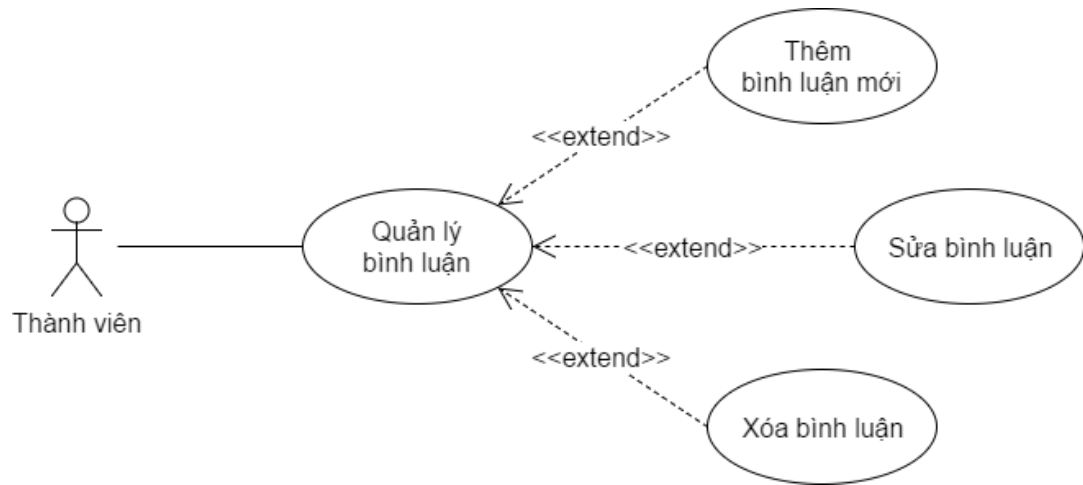 Thêm
bình luận mới
<<extend>>
Quản lý
bình luận
<<extend>>
Sửa bình luận
Thành viên
<<extend>>
Xóa bình luận